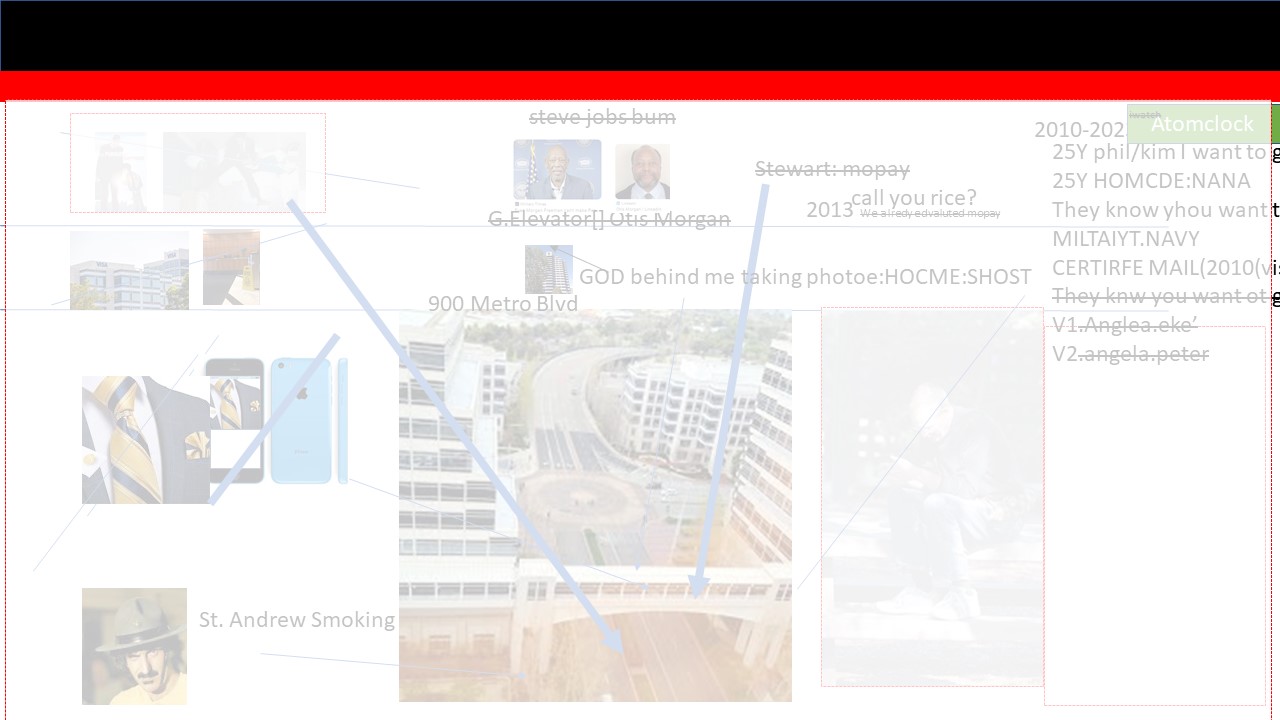 steve jobs bum
iwatch
Atomclock
2010-202
25Y phil/kim I want to g
Stewart: mopay
25Y HOMCDE:NANA
call you rice?
2013 We alredy edvaluted mopay
They know yhou want t
G.Elevator[] Otis Morgan
MILTAIYT.NAVY
GOD behind me taking photoe:HOCME:SHOST
CERTIRFE MAIL(2010(vis
900 Metro Blvd
They knw you want ot g
V1.Anglea.eke’
V2.angela.peter
St. Andrew Smoking